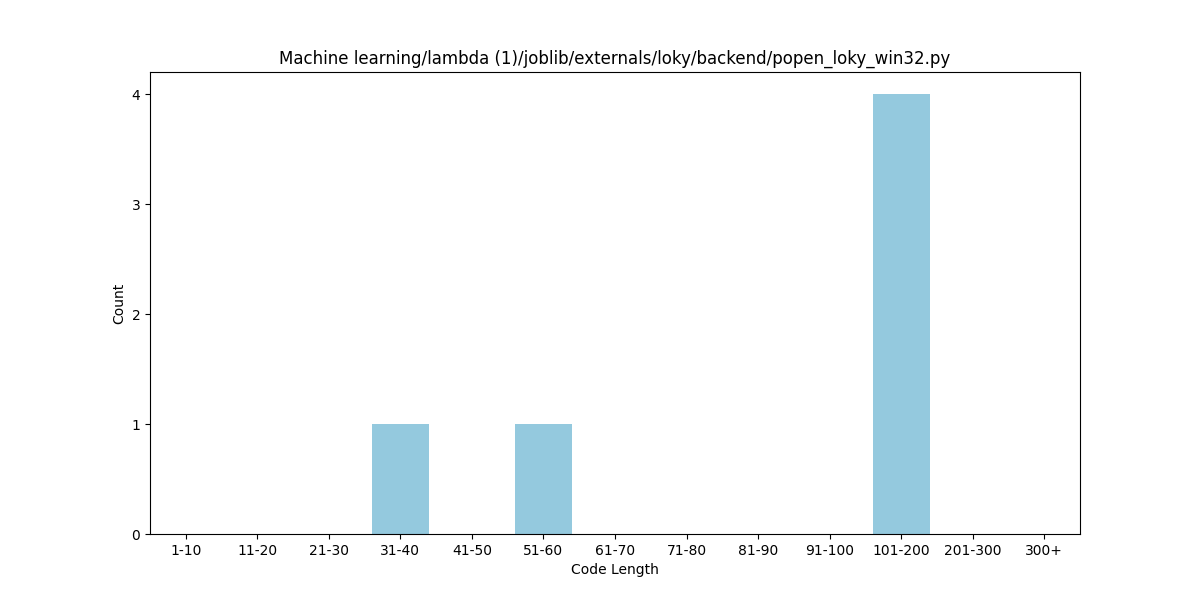 Machine learning/lambda (1)/joblib/externals/loky/backend/popen_loky_win32.py
4
3
2
1
0
Count
1-10 11-20 21-30 31-40 41-50 51-60 61-70 71-80 81-90 91-100 101-200 201-300 300+
Code Length